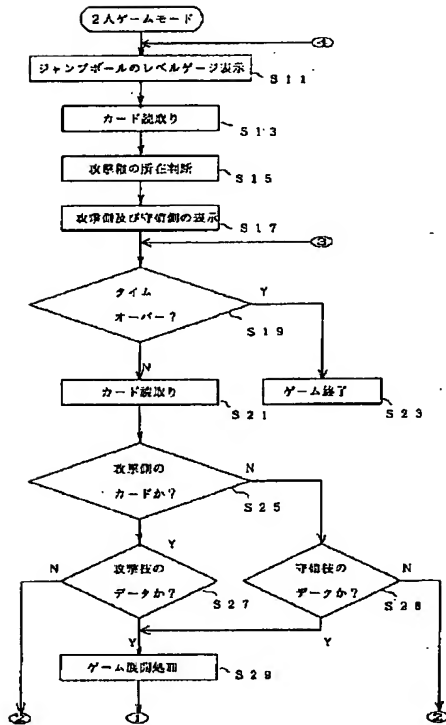 2人ゲームモード
④
ジャンプボールのレベルゲージ表示
S11
カード読取り
S13
攻撃権の所在判断
S15
攻撃側及び守備側の表示
S17
③
タイム
オーバー？
Y
S19
N
カード読取り
S21
ゲーム終了
S23
攻撃側の
カードか？
N
S25
Y
N
攻撃技の
データか？
S27
守備技の
データか？
N
S28
Y
Y
ゲーム展開処理
S29
②
①